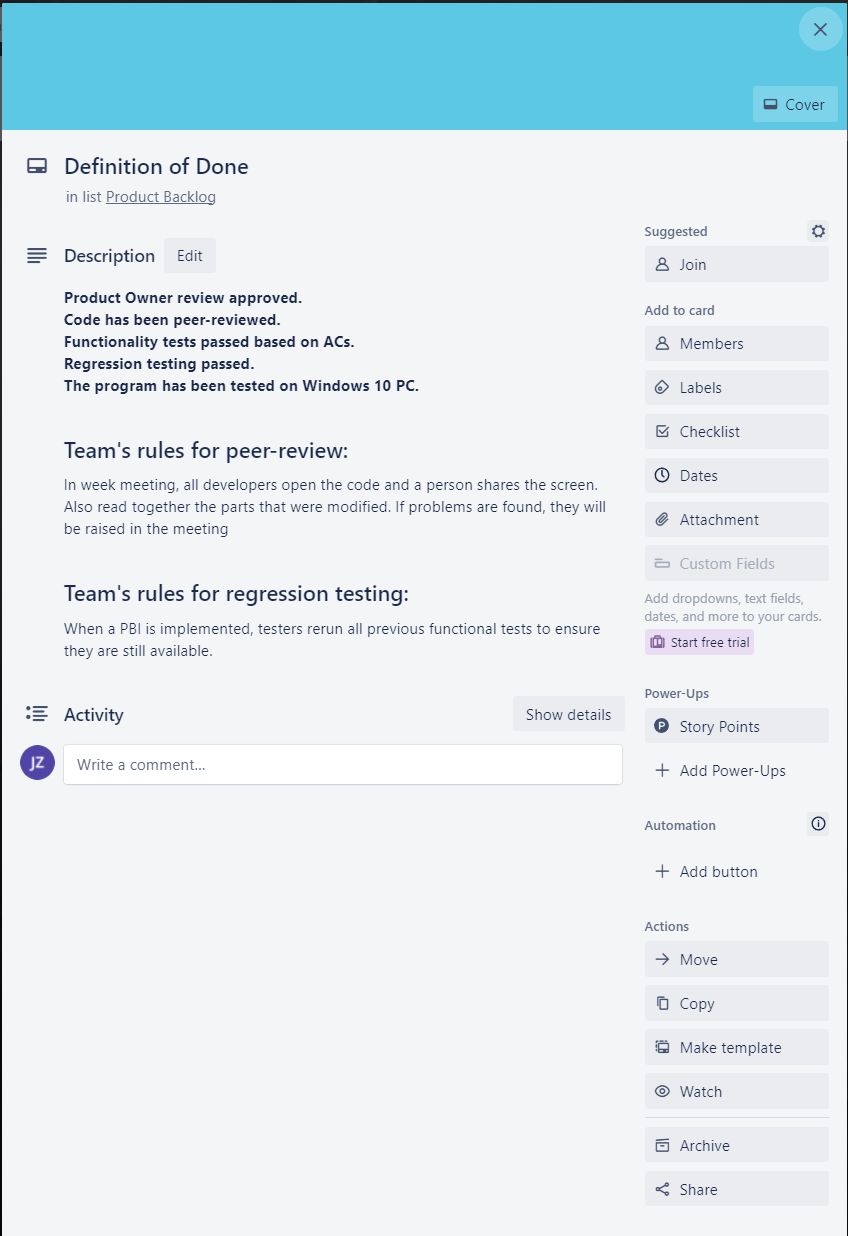 Cover
Definition of Done
in list Product Backlog
Description
Edit
Product Owner review approved.
Code has been peer-reviewed.
Functionality tests passed based on ACs.
Regression testing passed.
The program has been tested on Windows 10 PC.
Team's rules for peer-review:
In week meeting, all developers open the code and a person shares the screen.
Also read together the parts that were modified. If problems are found, they will
be raised in the meeting
Team's rules for regression testing:
When a PBI is implemented, testers rerun all previous functional tests to ensure
they are still available.
Activity
Show details
JZ
Write a comment...
Suggested
Join
Add to card
Members
Labels
Checklist
Dates
Attachment
Custom Fields
Add dropdowns, text fields,
dates, and more to your cards.
Start free trial
Power-Ups
P Story Points
Add Power-Ups
Automation
Add button
Actions
Move
Copy
Make template
Watch
Archive
Share